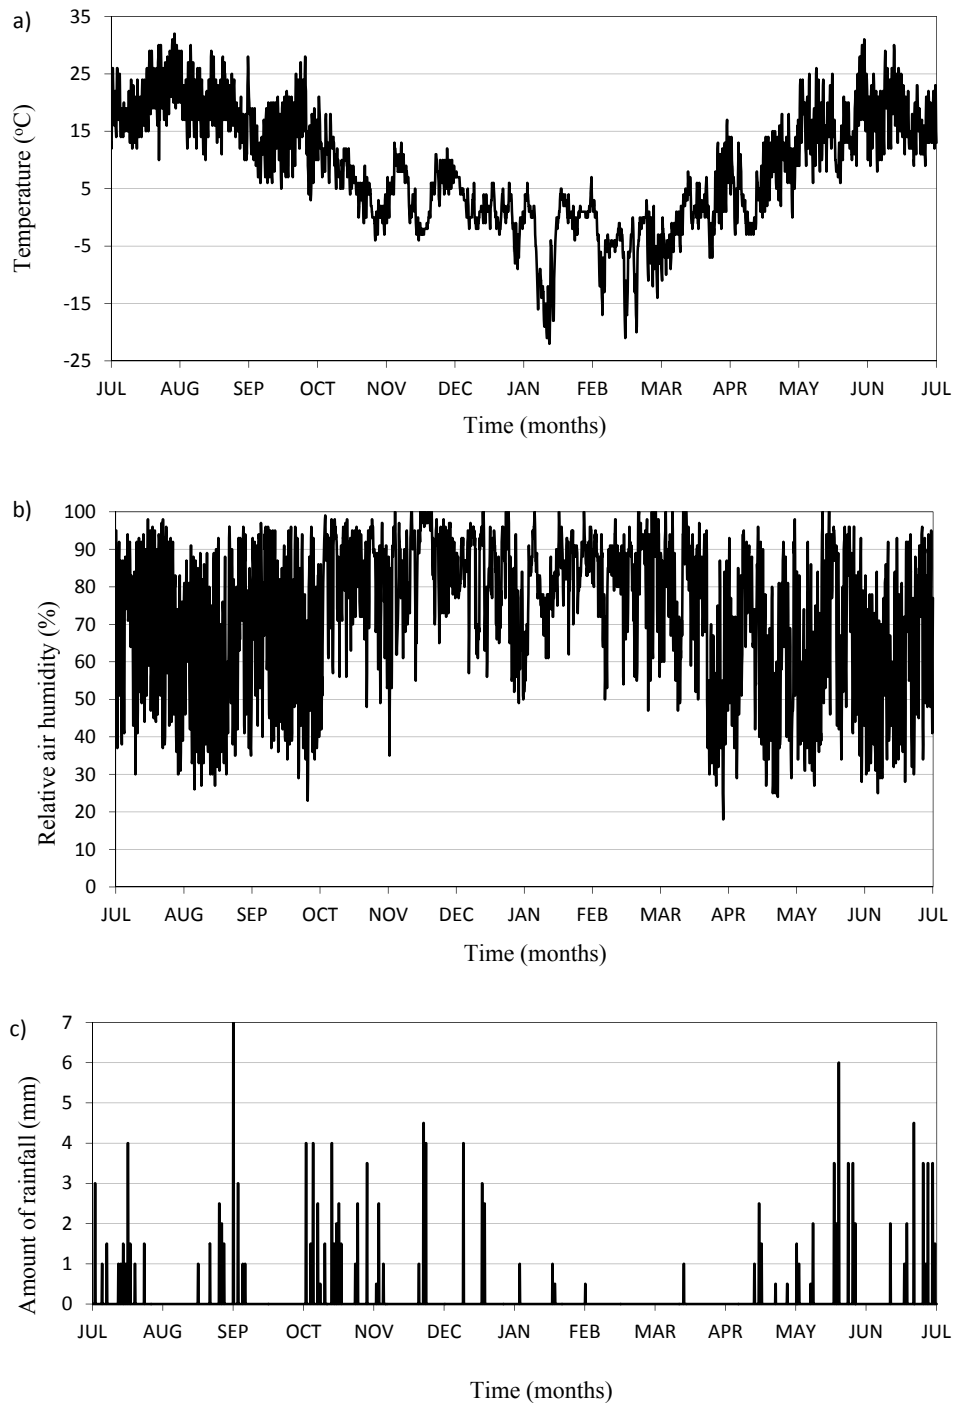 a)
35
25
15
5
-5
-15
-25
Temperature (°C)
JUL AUG SEP OCT NOV DEC JAN FEB MAR APR MAY JUN JUL
Time (months)
b)
100
90
80
70
60
50
40
30
20
10
0
Relative air humidity (%)
JUL AUG SEP OCT NOV DEC JAN FEB MAR APR MAY JUN JUL
Time (months)
c)
7
6
5
4
3
2
1
0
Amount of rainfall (mm)
JUL AUG SEP OCT NOV DEC JAN FEB MAR APR MAY JUN JUL
Time (months)